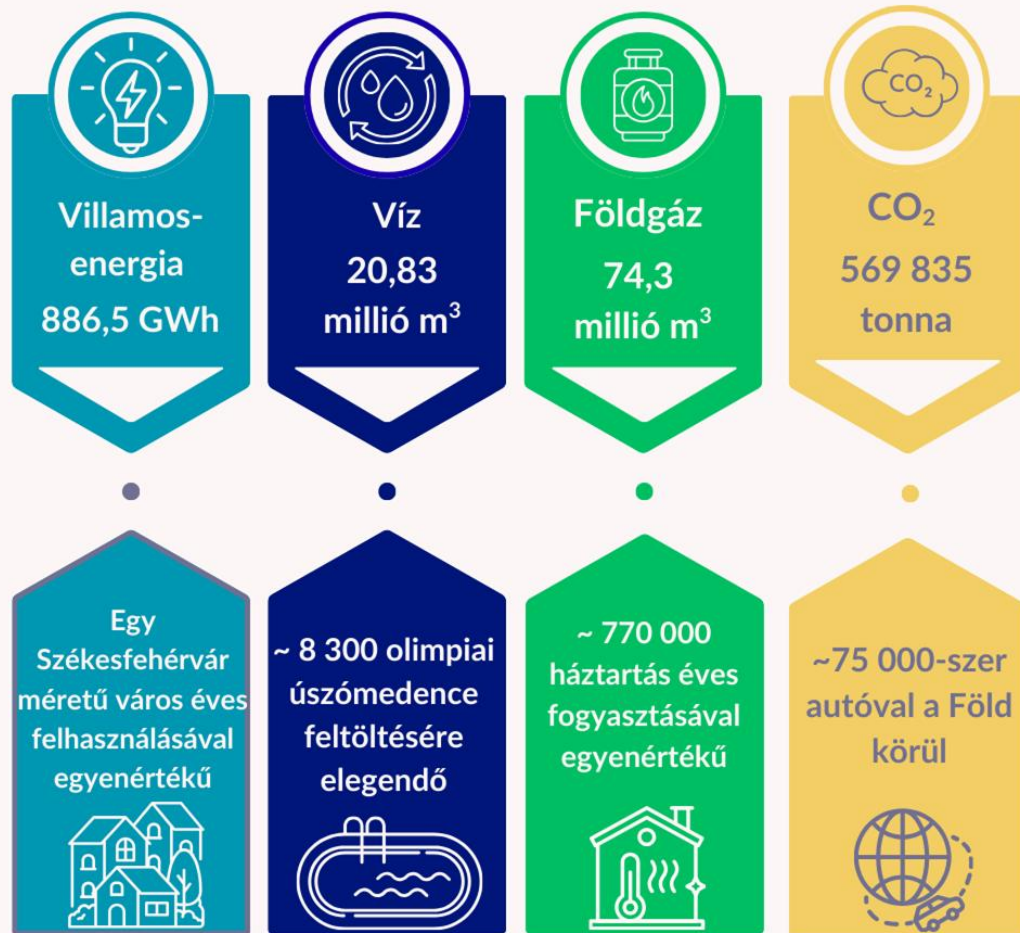 Villamos-
energia
886,5 GWh
Víz
20,83
millió m³
Földgáz
74,3
millió m³
CO₂
CO₂
569 835
tonna
Egy
Székesfehérvár
méretű város éves
felhasználásával
egyenértékű
~ 8 300 olimpiai
úszómedence
feltöltésére
elegendő
~ 770 000
háztartás éves
fogyasztásával
egyenértékű
~75 000-szer
autóval a Föld
körül